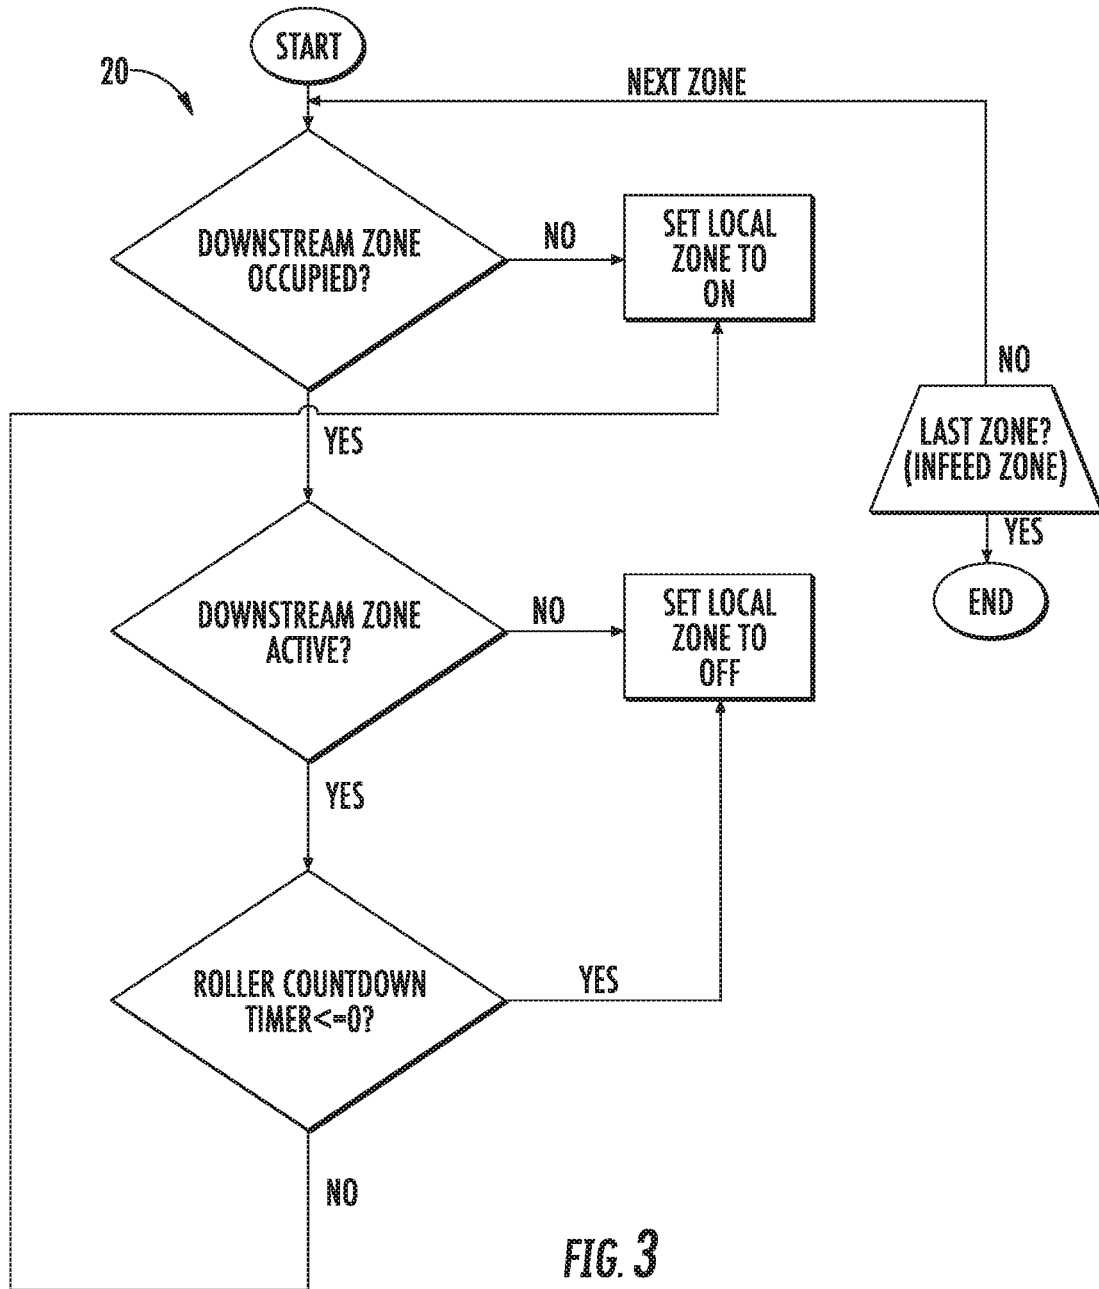 START
20
NEXT ZONE
DOWNSTREAM ZONE
OCCUPIED?
NO
SET LOCAL
ZONE TO
ON
NO
YES
LAST ZONE?
(INFEED ZONE)
YES
END
DOWNSTREAM ZONE
ACTIVE?
NO
SET LOCAL
ZONE TO
OFF
YES
ROLLER COUNTDOWN
TIMER<=0?
YES
NO
FIG. 3